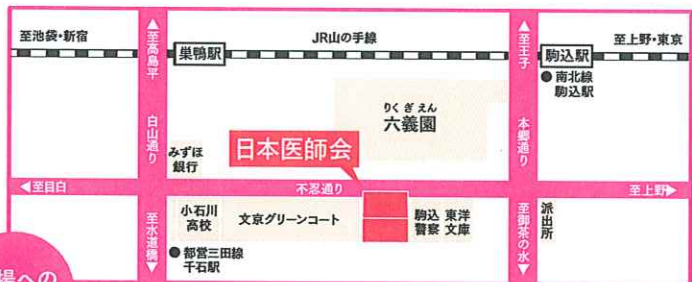 至池袋・新宿
▲至高島平
JR山の手線
▲至王子
至上野・東京
巣鴨駅
駒込駅
●南北線
駒込駅
りくぎえん
六義園
白山通り
本郷通り
みずほ
銀行
日本医師会
◀至目白
不忍通り
至上野▶
至水道橋▼
小石川
高校
文京グリーンコート
駒込
警察
東洋
文庫
至御茶の水▼
派出所
●都営三田線
千石駅
場への